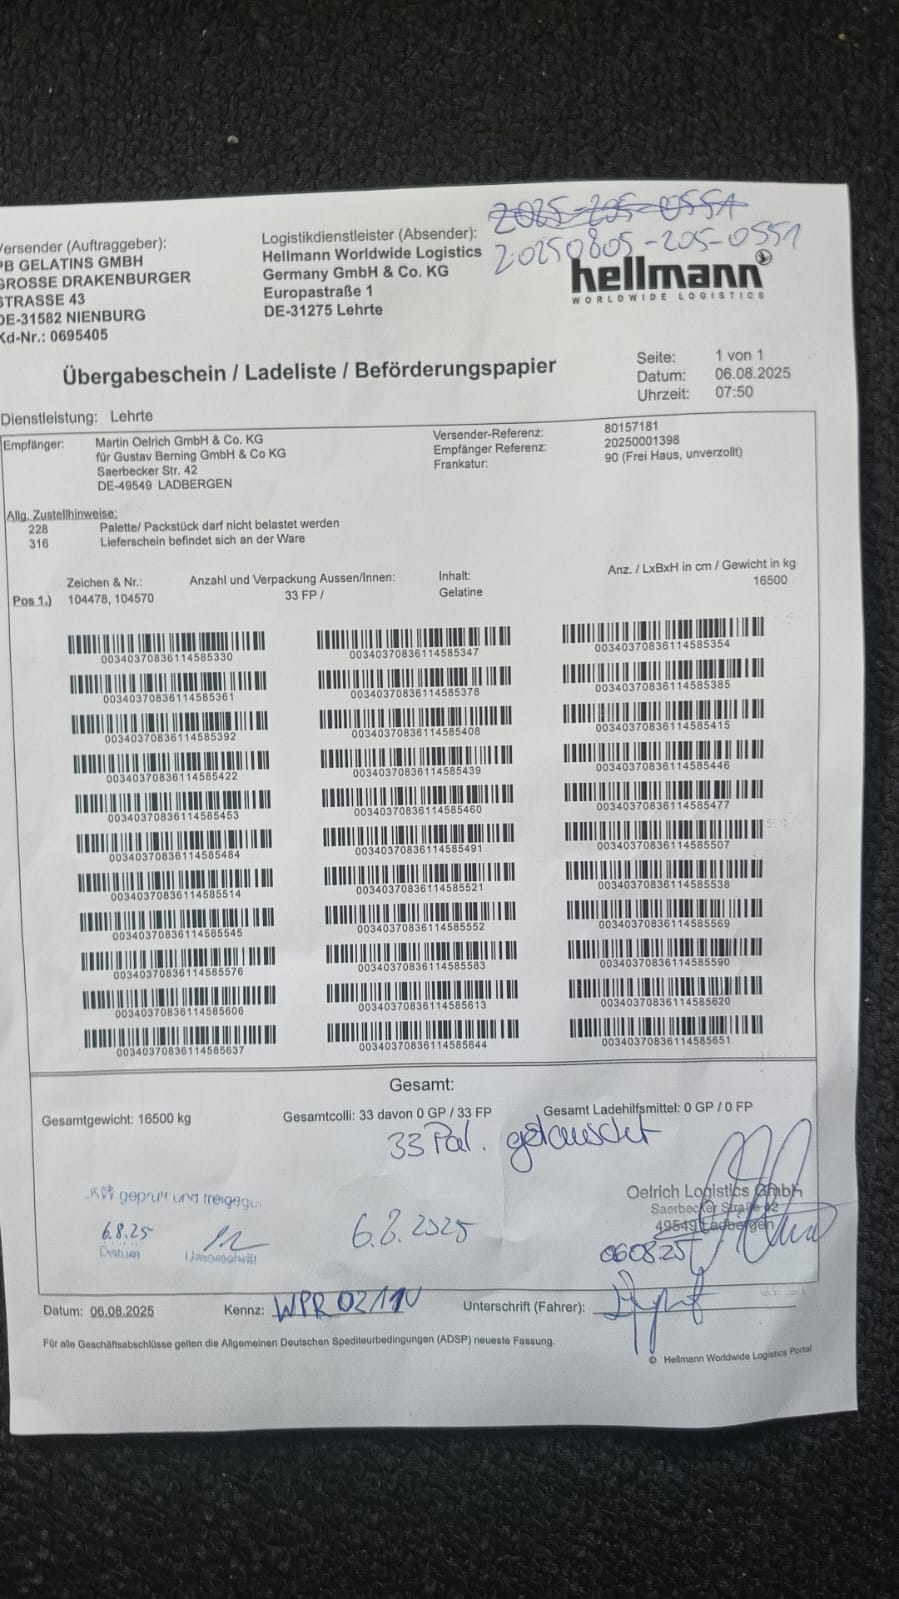 20250805-205-0551
Versender (Auftraggeber):
PB GELATINS GMBH
GROSSE DRAKENBURGER
STRASSE 43
DE-31582 NIENBURG
Kd-Nr.: 0695405
Logistikdienstleister (Absender):
Hellmann Worldwide Logistics
Germany GmbH & Co. KG
Europastraße 1
DE-31275 Lehrte
hellmann
WORLDWIDE LOGISTICS
Übergabeschein / Ladeliste / Beförderungspapier
Seite: 1 von 1
Datum: 06.08.2025
Uhrzeit: 07:50
Dienstleistung: Lehrte
Empfänger: Martin Oelrich GmbH & Co. KG
für Gustav Berning GmbH & Co KG
Saerbecker Str. 42
DE-49549 LADBERGEN
Versender-Referenz: 80157181
Empfänger Referenz: 20250001398
Frankatur: 90 (Frei Haus, unverzollt)
Allg. Zustellhinweise:
228 Palette/ Packstück darf nicht belastet werden
316 Lieferschein befindet sich an der Ware
Zeichen & Nr.: Anzahl und Verpackung Aussen/Innen: Inhalt: Anz. / LxBxH in cm / Gewicht in kg
Pos 1.) 104478, 104570 33 FP / Gelatine 16500
00340370836114585330 00340370836114585347 00340370836114585354
00340370836114585361 00340370836114585378 00340370836114585385
00340370836114585392 00340370836114585408 00340370836114585415
00340370836114585422 00340370836114585439 00340370836114585446
00340370836114585453 00340370836114585460 00340370836114585477
00340370836114585484 00340370836114585491 00340370836114585507
00340370836114585514 00340370836114585521 00340370836114585538
00340370836114585545 00340370836114585552 00340370836114585569
00340370836114585576 00340370836114585583 00340370836114585590
00340370836114585606 00340370836114585613 00340370836114585620
00340370836114585637 00340370836114585644 00340370836114585651
Gesamt:
Gesamtgewicht: 16500 kg Gesamtcolli: 33 davon 0 GP / 33 FP Gesamt Ladehilfsmittel: 0 GP / 0 FP
33 Pal. getauscht
geprüft und freigegeben
6.8.25
Datum
6.8.2025
Oelrich Logistics GmbH
Saerbecker Straße 42
49549 Ladbergen
060825
Datum: 06.08.2025 Kennz: WPR 0211U Unterschrift (Fahrer):
Für alle Geschäftsabschlüsse gelten die Allgemeinen Deutschen Spediteurbedingungen (ADSP) neueste Fassung.
© Hellmann Worldwide Logistics Portal